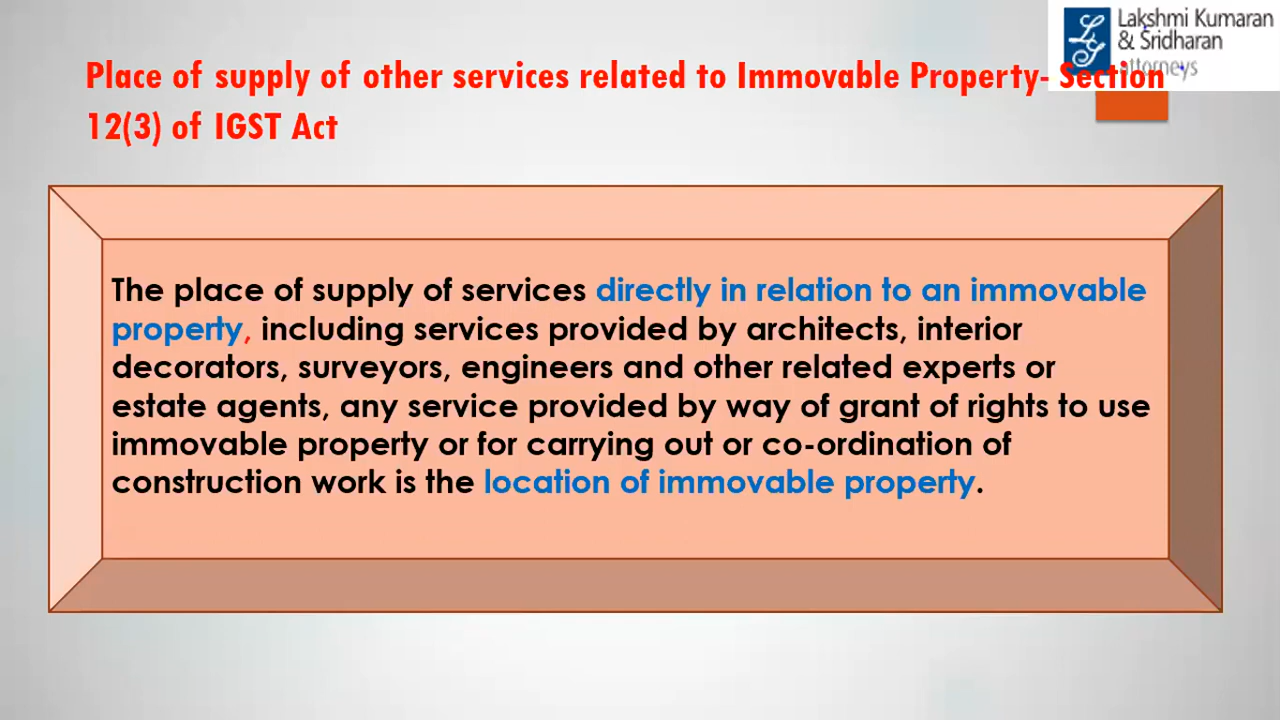 Lakshmi Kumaran
& Sridharan
attorneys
Place of supply of other services related to Immovable Property- Section
12(3) of IGST Act
The place of supply of services directly in relation to an immovable
property, including services provided by architects, interior
decorators, surveyors, engineers and other related experts or
estate agents, any service provided by way of grant of rights to use
immovable property or for carrying out or co-ordination of
construction work is the location of immovable property.